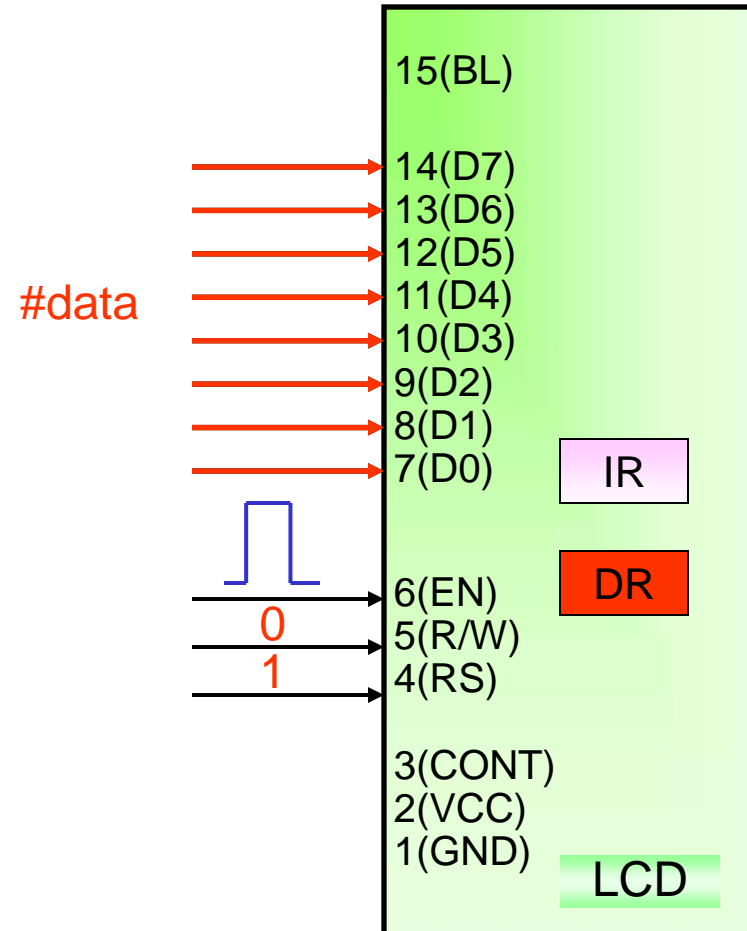 15(BL)
14(D7)
13(D6)
12(D5)
#data
11(D4)
10(D3)
9(D2)
8(D1)
7(D0)
IR
DR
6(EN)
0
5(R/W)
1
4(RS)
3(CONT)
2(VCC)
1(GND)
LCD